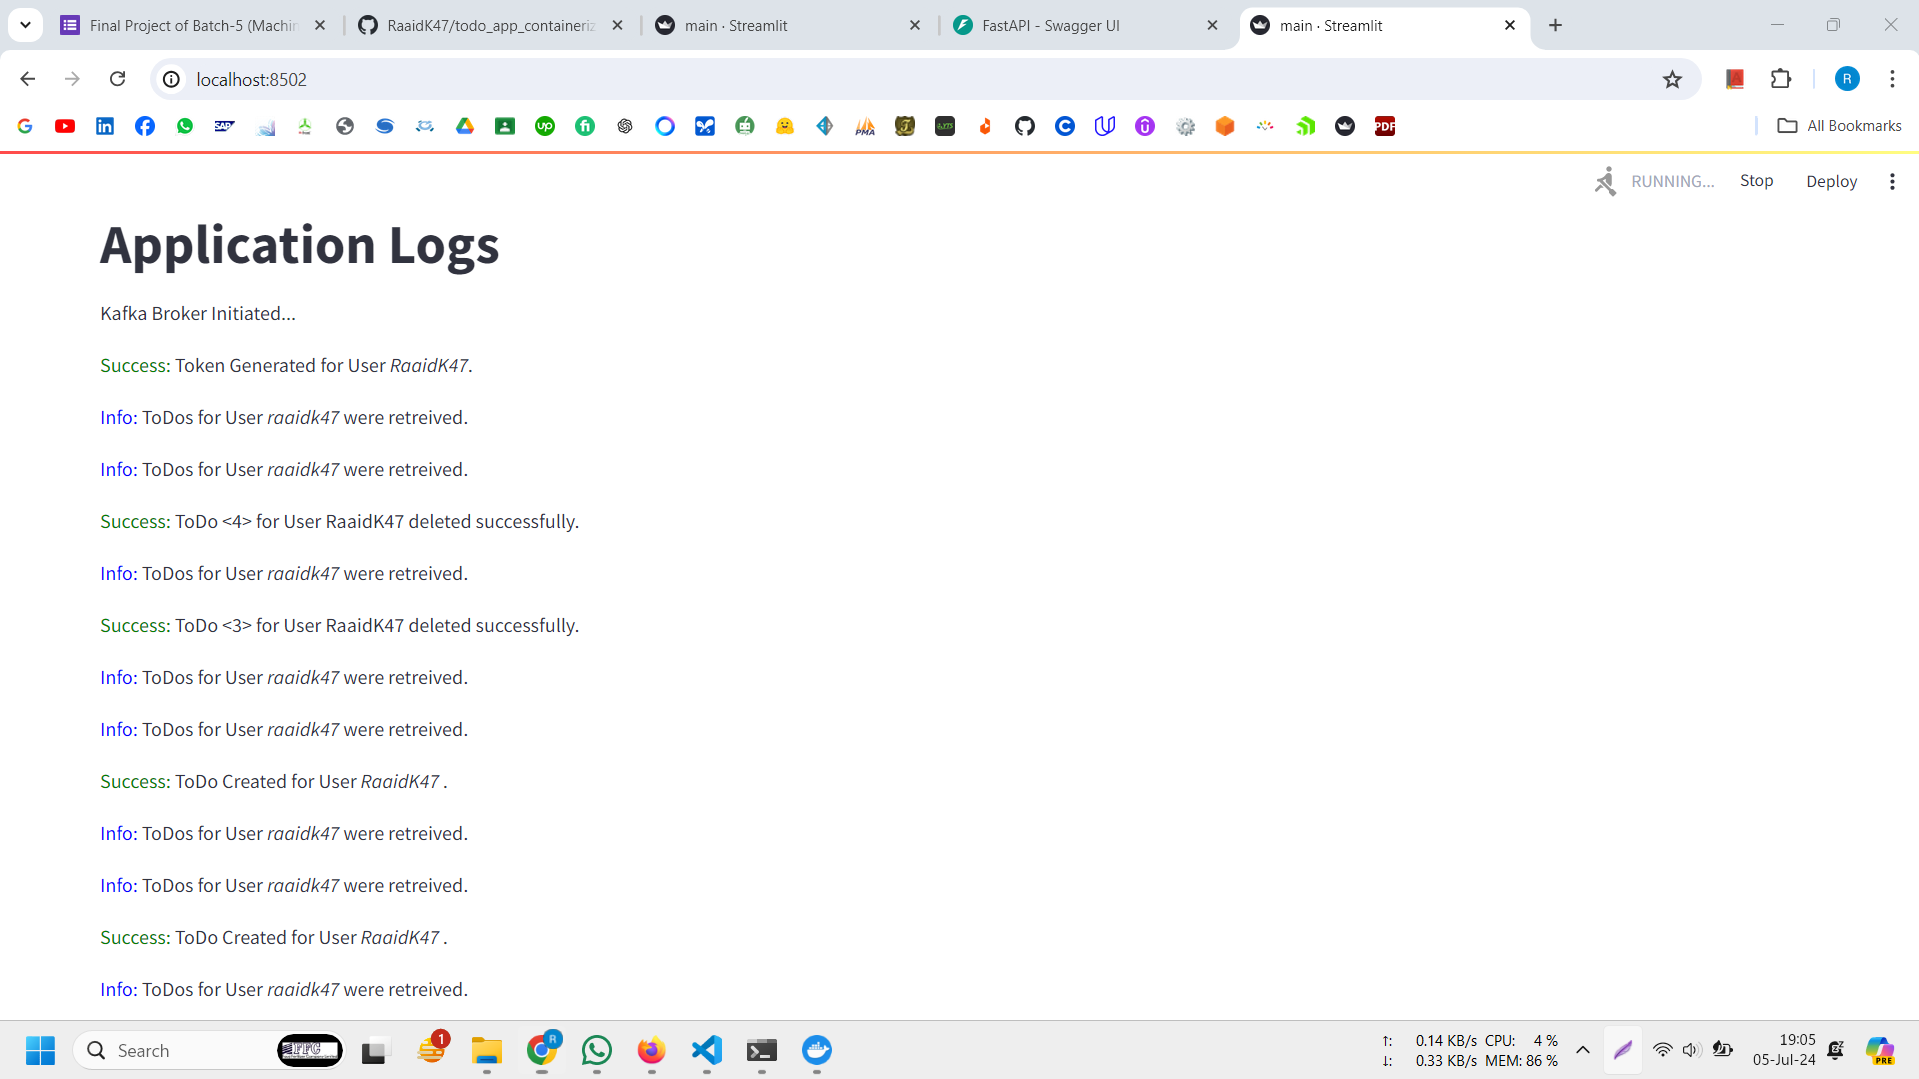 Final Project of Batch-5 (Machin
RaaidK47/todo_app_containeriz
main · Streamlit
FastAPI - Swagger UI
main · Streamlit
localhost:8502
R
All Bookmarks
RUNNING...
Stop
Deploy
Application Logs
Kafka Broker Initiated...
Success: Token Generated for User RaaidK47.
Info: ToDos for User raaidk47 were retreived.
Info: ToDos for User raaidk47 were retreived.
Success: ToDo <4> for User RaaidK47 deleted successfully.
Info: ToDos for User raaidk47 were retreived.
Success: ToDo <3> for User RaaidK47 deleted successfully.
Info: ToDos for User raaidk47 were retreived.
Info: ToDos for User raaidk47 were retreived.
Success: ToDo Created for User RaaidK47 .
Info: ToDos for User raaidk47 were retreived.
Info: ToDos for User raaidk47 were retreived.
Success: ToDo Created for User RaaidK47 .
Info: ToDos for User raaidk47 were retreived.
Search
FFC
1
R
↑: 0.14 KB/s CPU: 4 %
↓: 0.33 KB/s MEM: 86 %
19:05
05-Jul-24
PRE